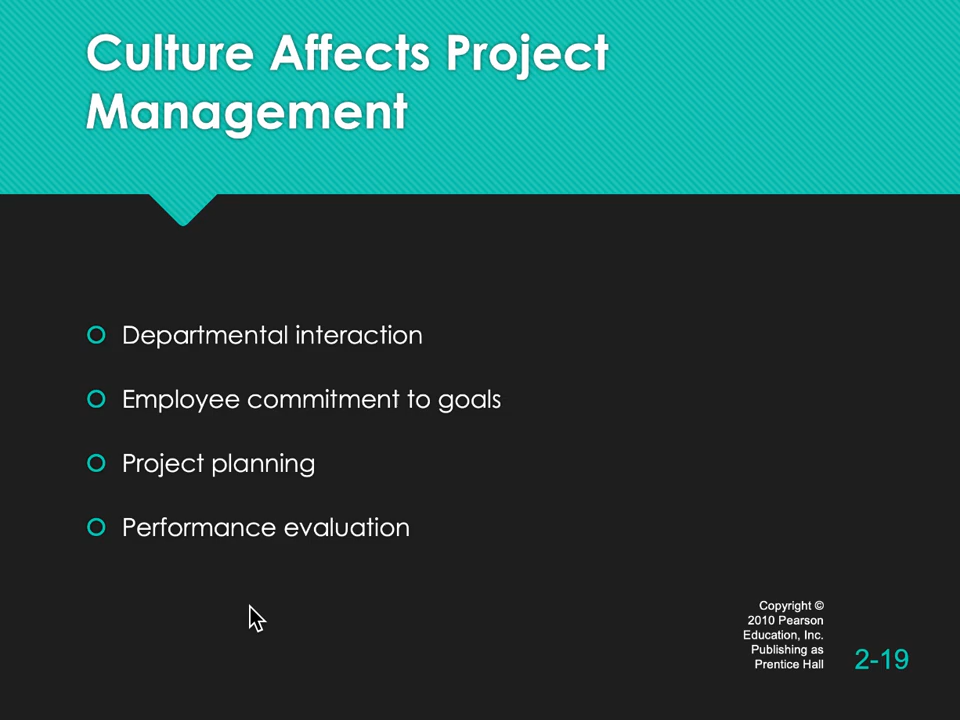 Culture Affects Project
Management
Departmental interaction
Employee commitment to goals
Project planning
Performance evaluation
Copyright ©
2010 Pearson
Education, Inc.
Publishing as
Prentice Hall
2-19